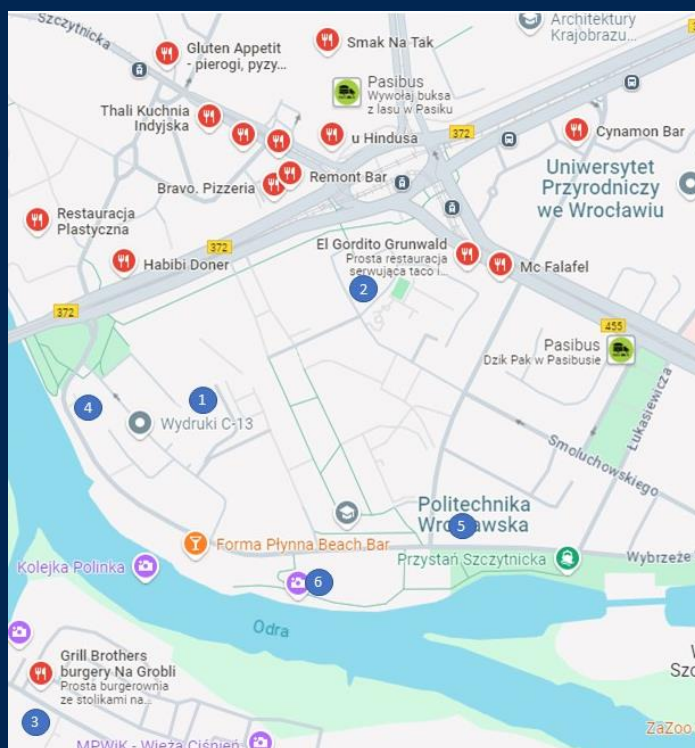 Szczytnicka
Architektury
Krajobrazu...
Gluten Appetit
- pierogi, pyzy...
Smak Na Tak
Pasibus
Wywołaj buksa
z lasu w Pasiku
Thali Kuchnia
Indyjska
u Hindusa
372
Cynamon Bar
Uniwersytet
Przyrodniczy
we Wrocławiu
Bravo. Pizzeria
Remont Bar
Restauracja
Plastyczna
372
El Gordito Grunwald
Prosta restauracja
serwująca taco i...
Habibi Doner
Mc Falafel
2
372
455
Pasibus
Dzik Pak w Pasibusie
Łukasiewicza
4
1
Wydruki C-13
Smoluchowskiego
Politechnika
Wrocławska
5
Forma Płynna Beach Bar
Przystań Szczytnicka
Wybrzeże
Kolejka Polinka
6
Odra
Grill Brothers
burgery Na Grobli
Prosta burgerownia
ze stolikami na...
3
MPWiK - Wieża Ciśnień
ZaZoo